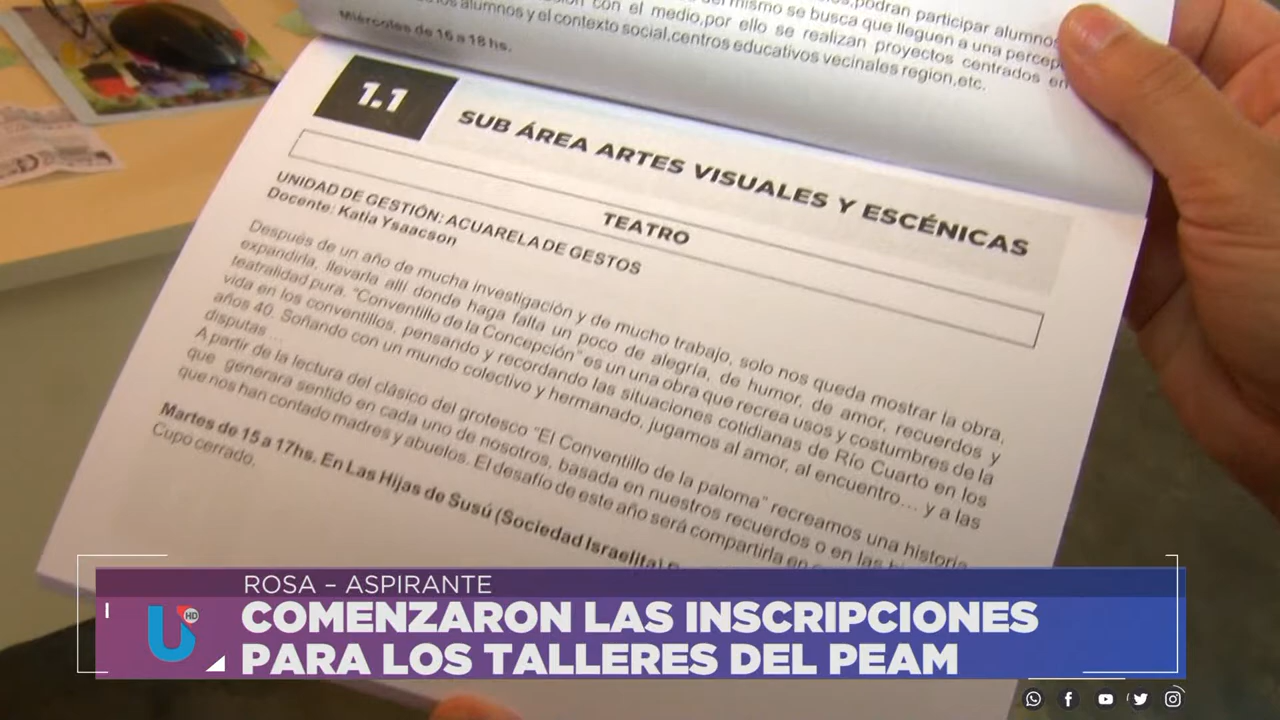 podran participar alumnos
mismo se busca que lleguen a una percep
con el medio,por ello se realizan proyectos centrados en
los alumnos y el contexto social,centros educativos vecinales region,etc.
Miércoles de 16 a 18 hs.
1.1
SUB ÁREA ARTES VISUALES Y ESCÉNICAS
TEATRO
UNIDAD DE GESTIÓN: ACUARELA DE GESTOS
Docente: Katia Ysaacson
Después de un año de mucha investigación y de mucho trabajo, solo nos queda mostrar la obra,
expandirla, llevarla allí donde haga falta un poco de alegría, de humor, de amor, recuerdos y
teatralidad pura. "Conventillo de la Concepción" es un una obra que recrea usos y costumbres de la
vida en los conventillos, pensando y recordando las situaciones cotidianas de Río Cuarto en los
años 40. Soñando con un mundo colectivo y hermanado, jugamos al amor, al encuentro… y a las
disputas …
A partir de la lectura del clásico del grotesco "El Conventillo de la paloma" recreamos una historia
que generara sentido en cada uno de nosotros, basada en nuestros recuerdos o en las
que nos han contado madres y abuelos. El desafío de este año será compartirla en
Martes de 15 a 17hs. En Las Hijas de Susú (Sociedad Israelita)
Cupo cerrado.
ROSA – ASPIRANTE
U HD
COMENZARON LAS INSCRIPCIONES
PARA LOS TALLERES DEL PEAM